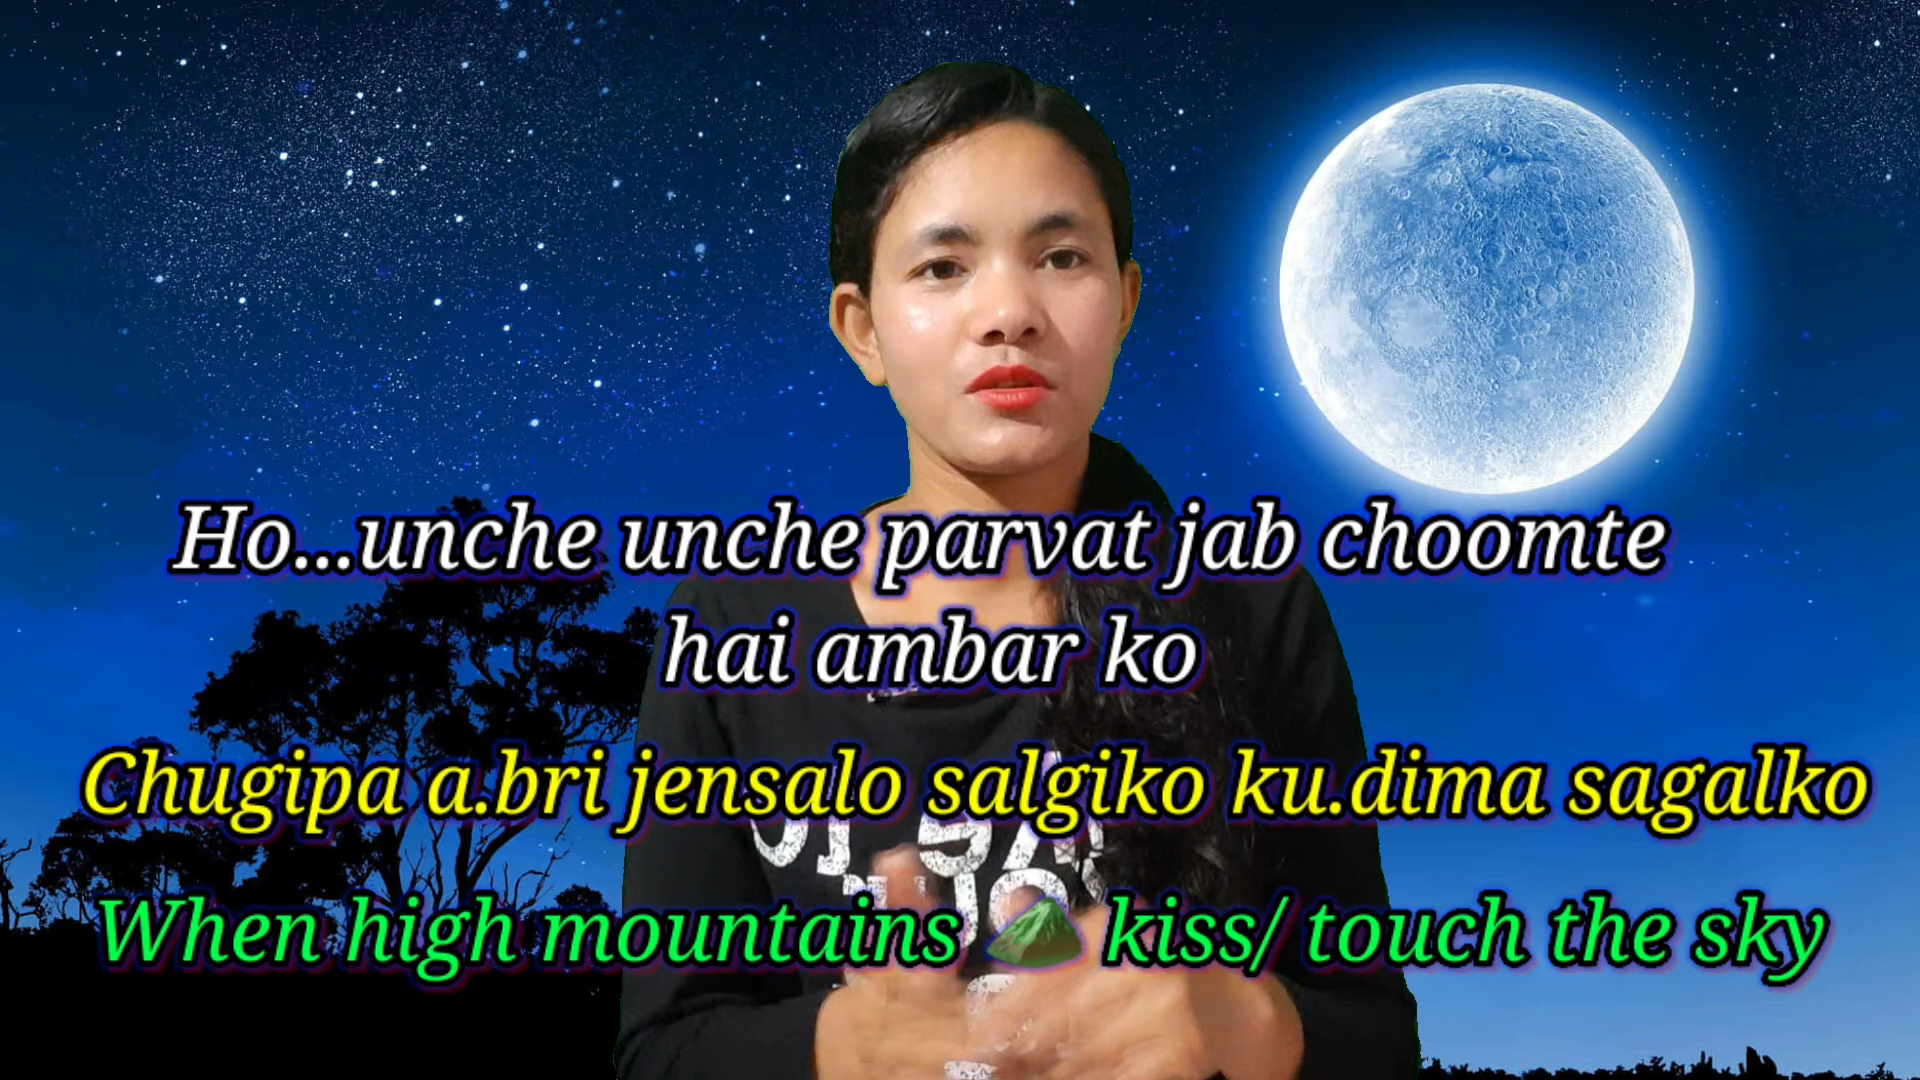 Ho...unche unche parvat jab choomte
hai ambar ko
Chugipa a.bri jensalo salgiko ku.dima sagalko
When high mountains kiss/ touch the sky